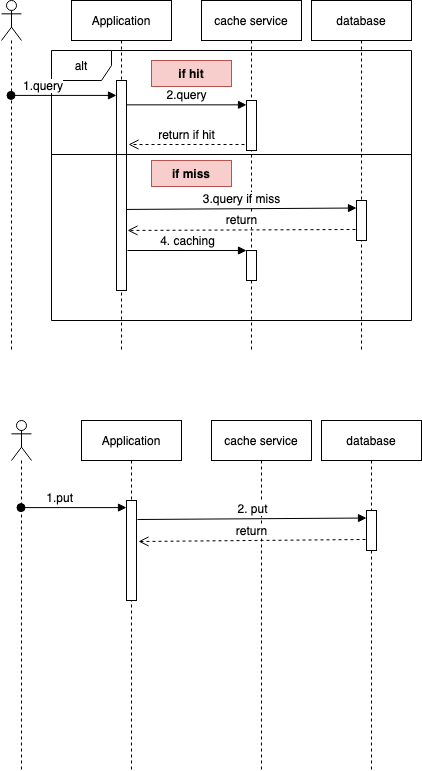 Application
cache service
database
alt
if hit
1.query
2.query
return if hit
if miss
3.query if miss
return
4. caching
Application
cache service
database
1.put
2. put
return